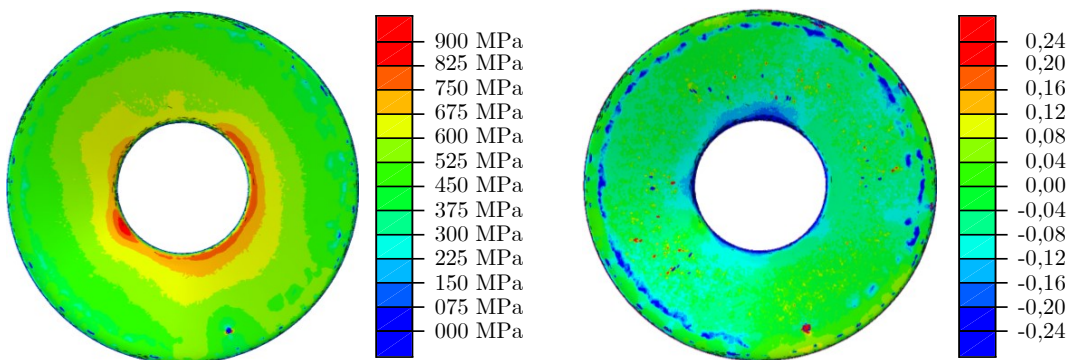 900 MPa
825 MPa
750 MPa
675 MPa
600 MPa
525 MPa
450 MPa
375 MPa
300 MPa
225 MPa
150 MPa
075 MPa
000 MPa
0,24
0,20
0,16
0,12
0,08
0,04
0,00
-0,04
-0,08
-0,12
-0,16
-0,20
-0,24